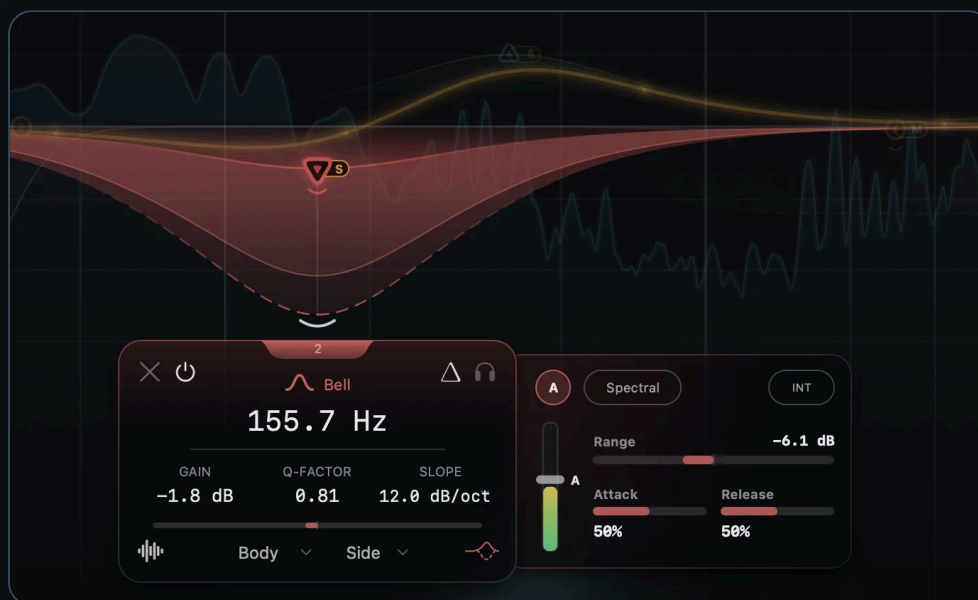 S
S
M
2
Bell
155.7 Hz
GAIN Q-FACTOR SLOPE
-1.8 dB 0.81 12.0 dB/oct
Body Side
A Spectral INT
Range -6.1 dB
A
Attack Release
50% 50%